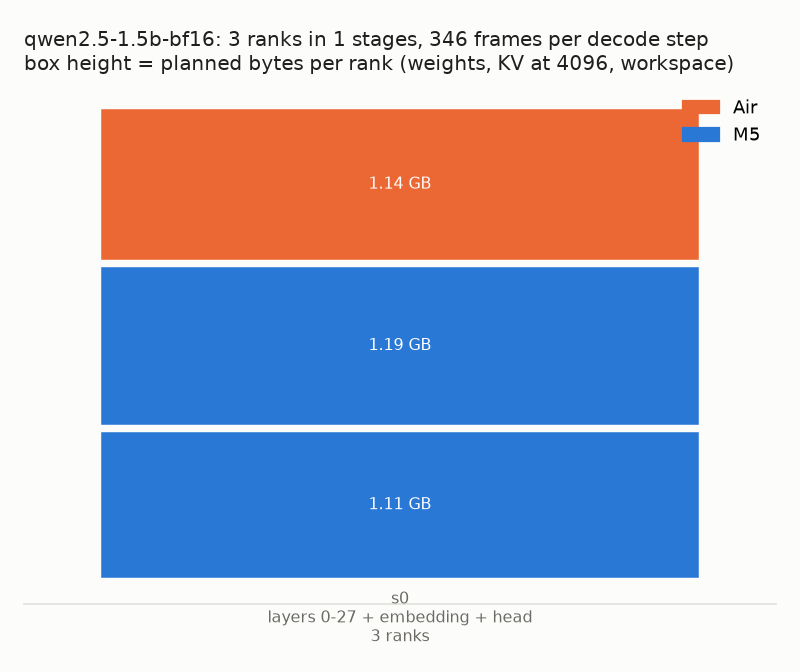 qwen2.5-1.5b-bf16: 3 ranks in 1 stages, 346 frames per decode step
box height = planned bytes per rank (weights, KV at 4096, workspace)
Air
M5
1.14 GB
1.19 GB
1.11 GB
s0
layers 0-27 + embedding + head
3 ranks